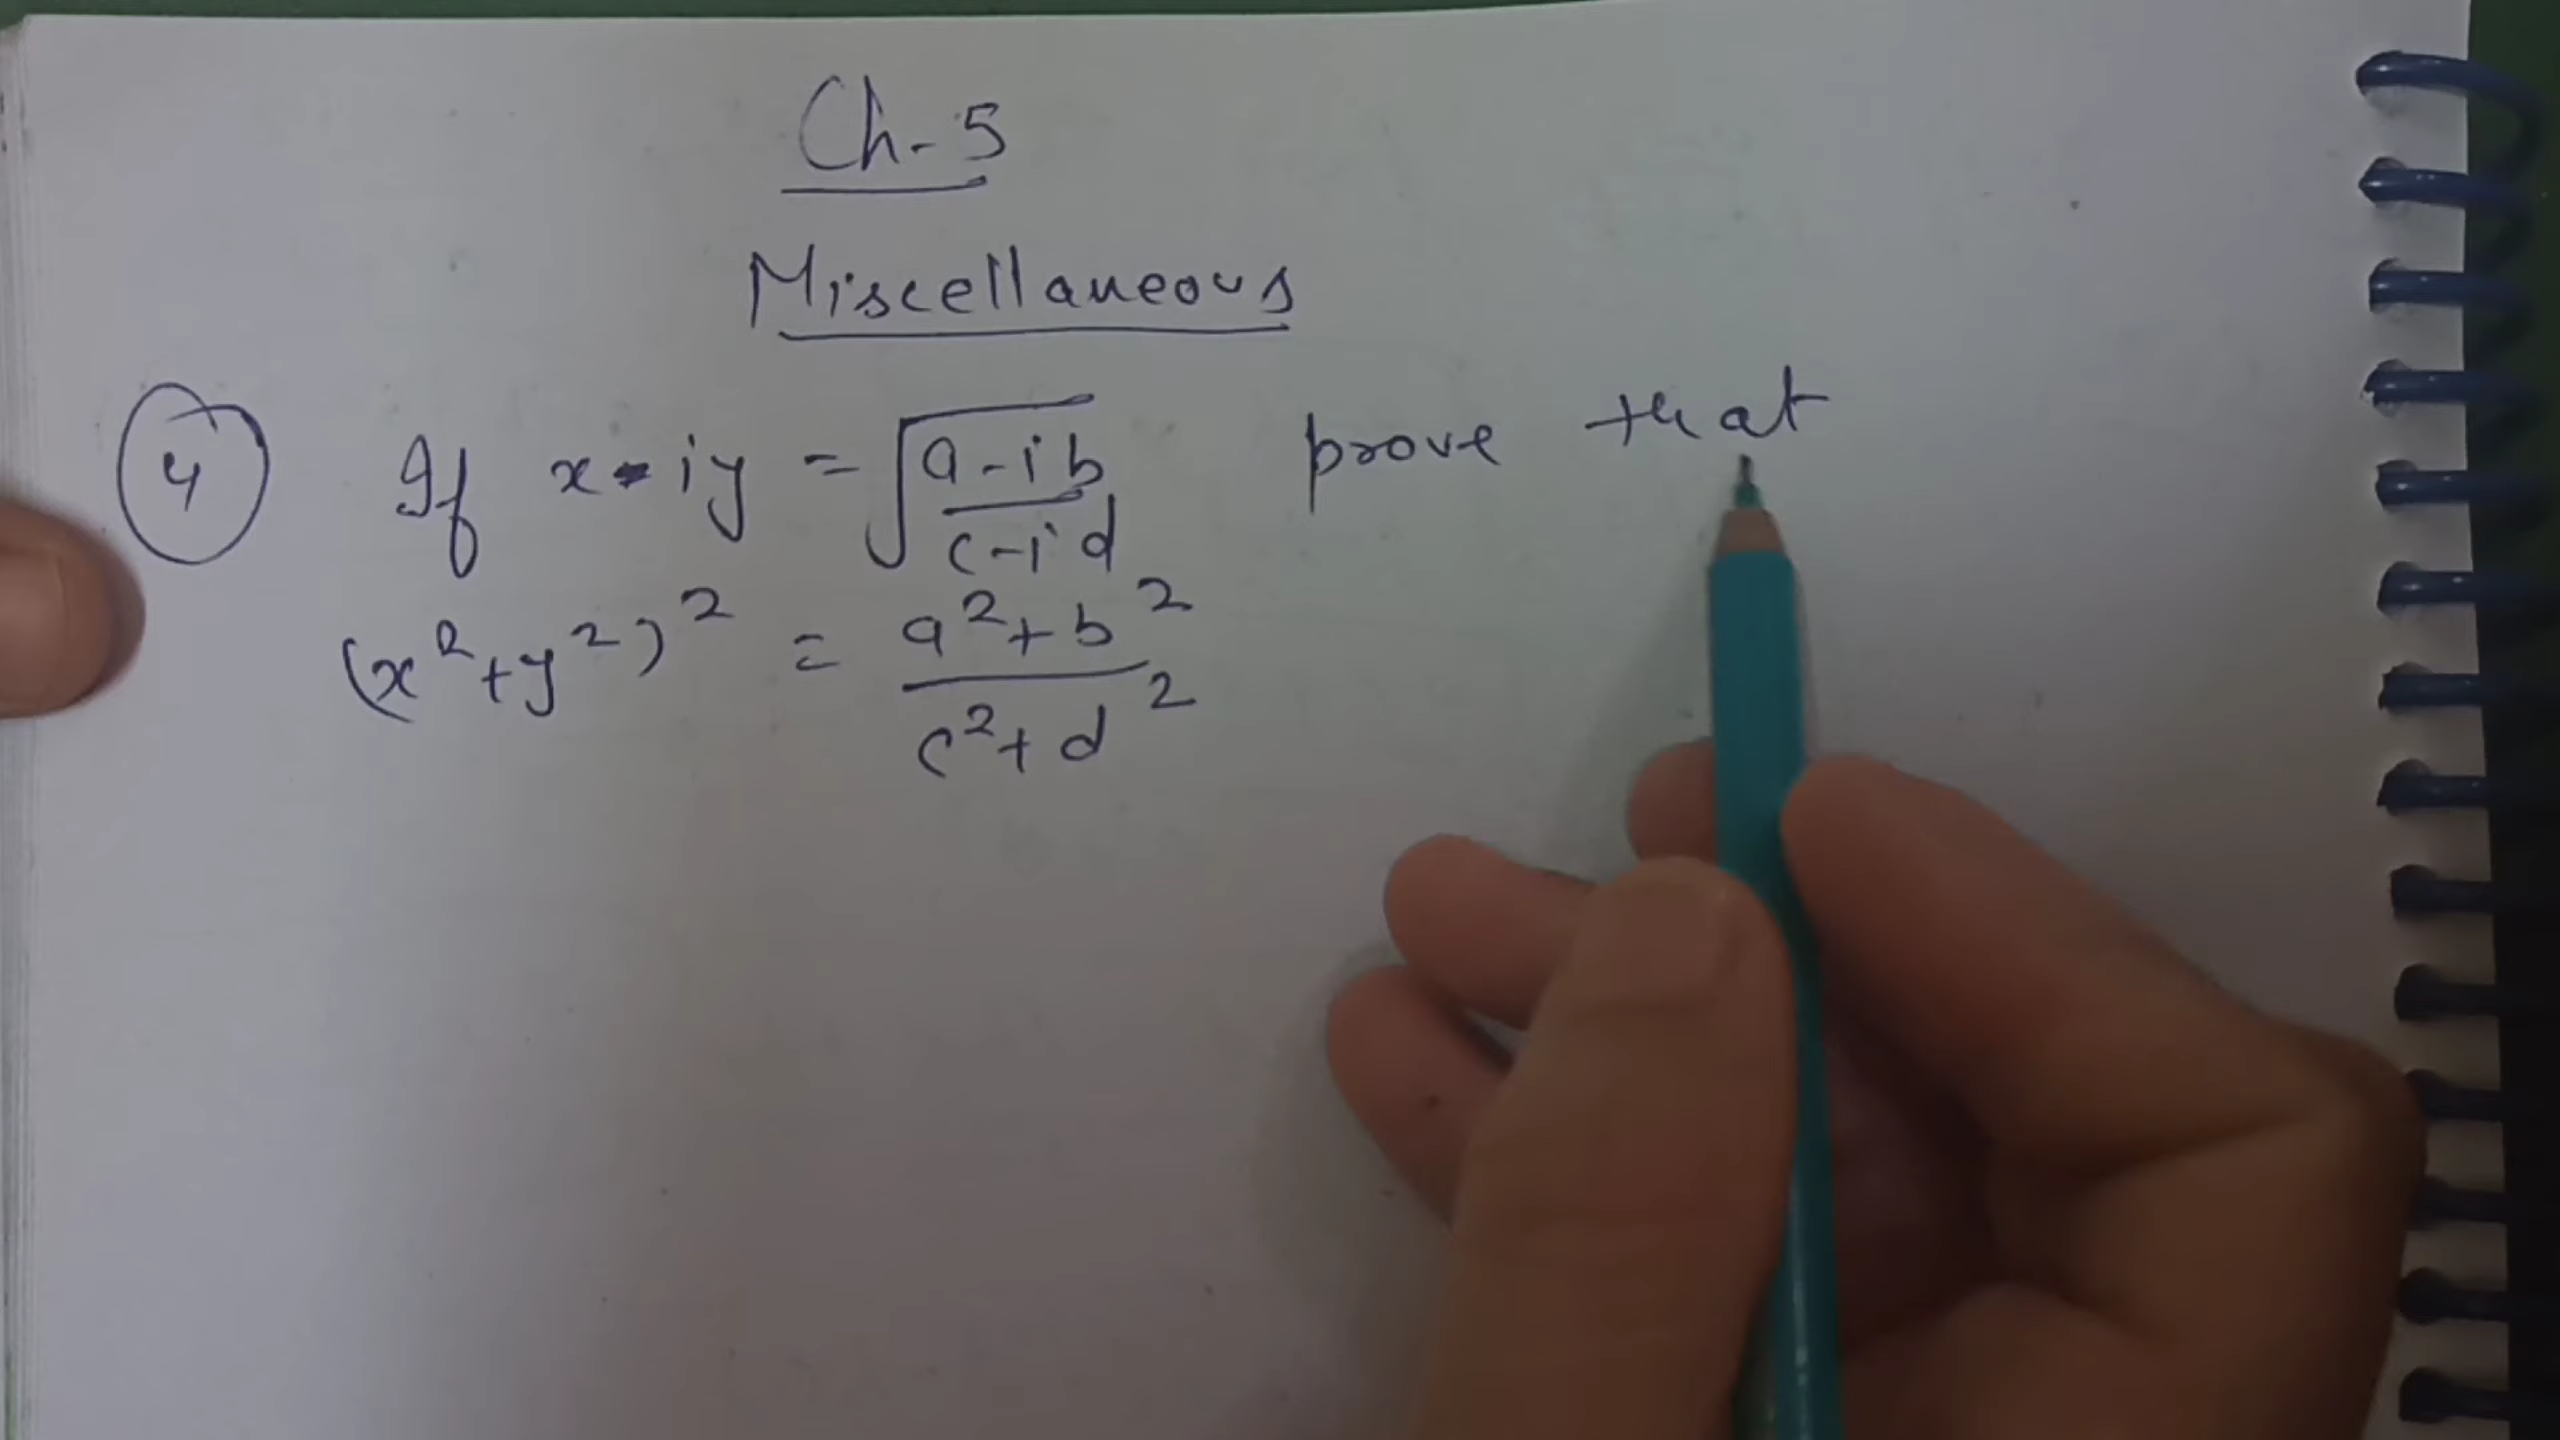 Ch-5
Miscellaneous
4 If x-iy = √(a-ib / c-id) prove that
(x²+y²)² = a²+b² / c²+d²